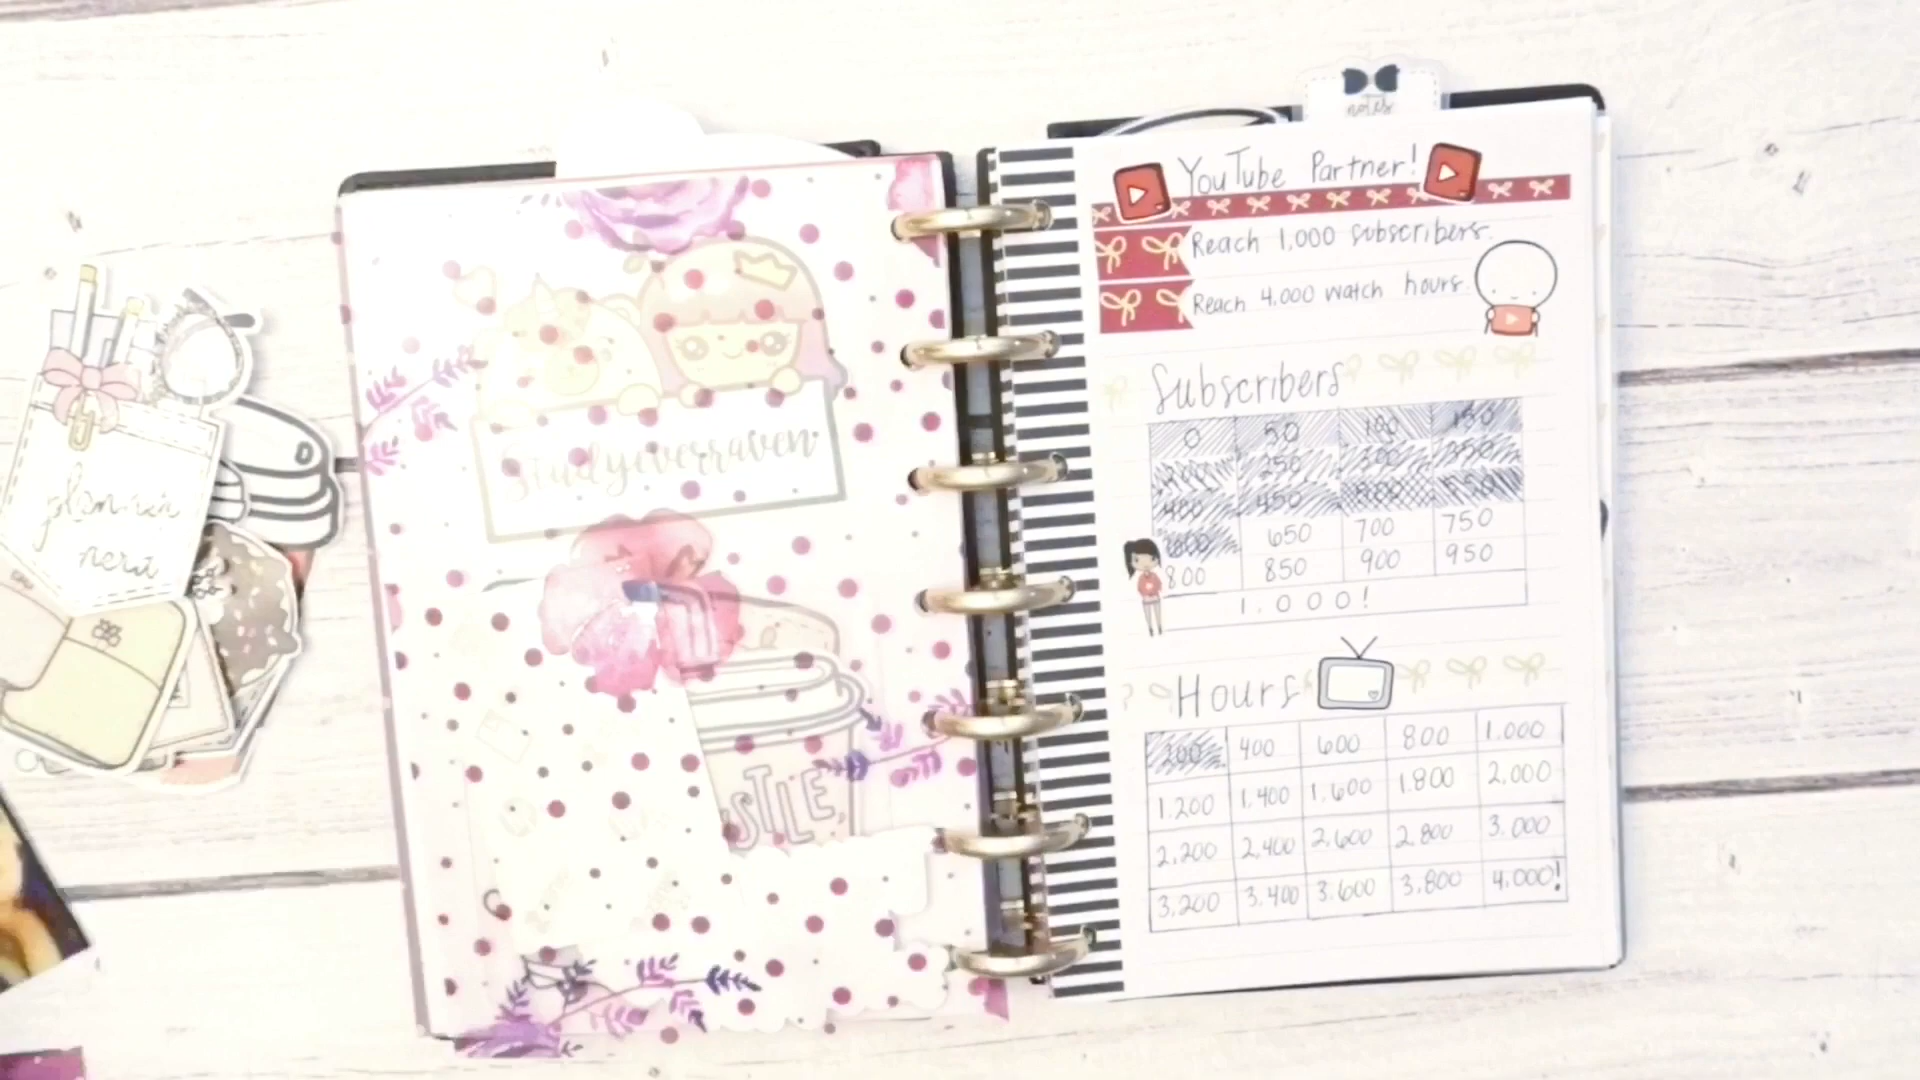 planner
nerd
Studyeverraven
notes
YouTube Partner!
Reach 1,000 subscribers.
Reach 4,000 watch hours.
Subscribers
0 50 100 150
200 250 300 350
400 450 500 550
600 650 700 750
800 850 900 950
1,000!
Hours
200 400 600 800 1,000
1,200 1,400 1,600 1,800 2,000
2,200 2,400 2,600 2,800 3,000
3,200 3,400 3,600 3,800 4,000!